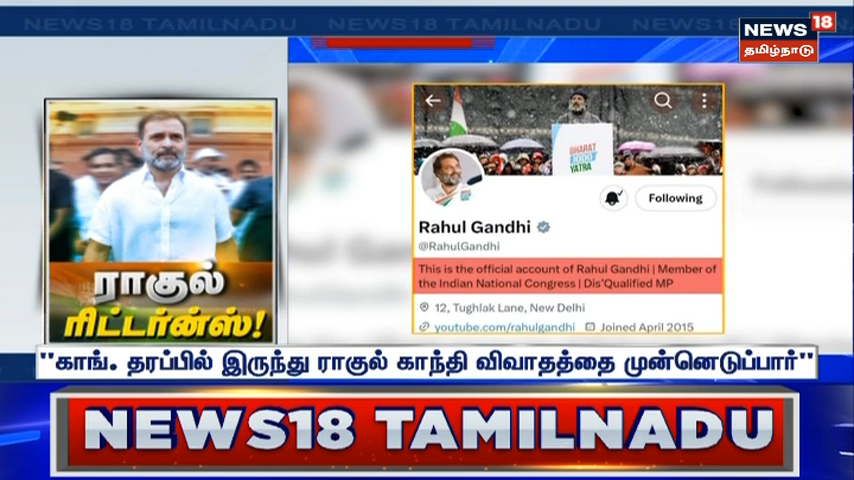 NEWS18 TAMILNADU
NEWS 18
தமிழ்நாடு
BHARAT
JODO
YATRA
Following
Rahul Gandhi
@RahulGandhi
This is the official account of Rahul Gandhi | Member of
the Indian National Congress | Dis'Qualified MP
12, Tughlak Lane, New Delhi
youtube.com/rahulgandhi Joined April 2015
ராகுல்
ரிட்டர்ன்ஸ்!
"காங். தரப்பில் இருந்து ராகுல் காந்தி விவாதத்தை முன்னெடுப்பார்"
NEWS18 TAMILNADU